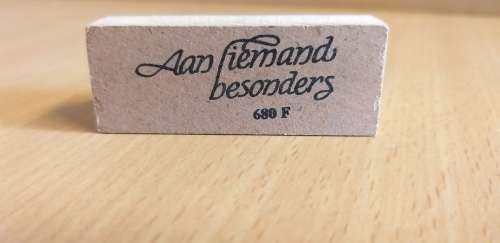 Aan iemand
besonders
680 F